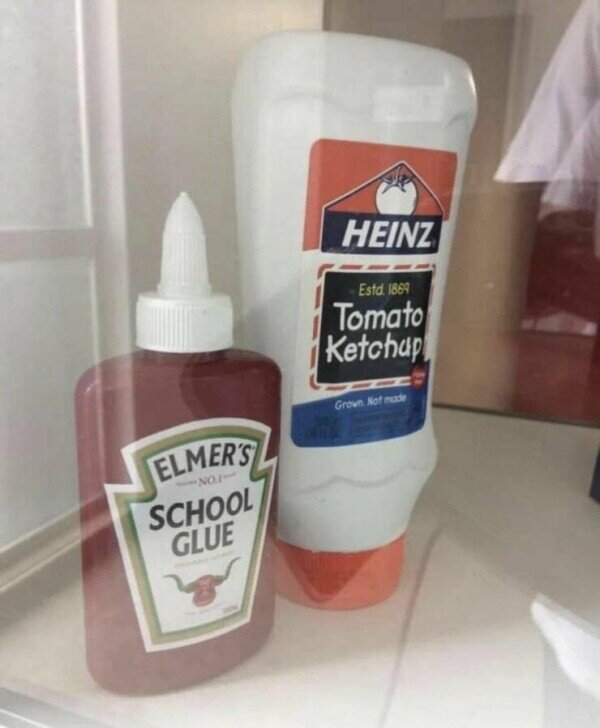 ELMER'S
NO.1
SCHOOL
GLUE
HEINZ
Estd. 1869
Tomato
Ketchup
Grown. Not made